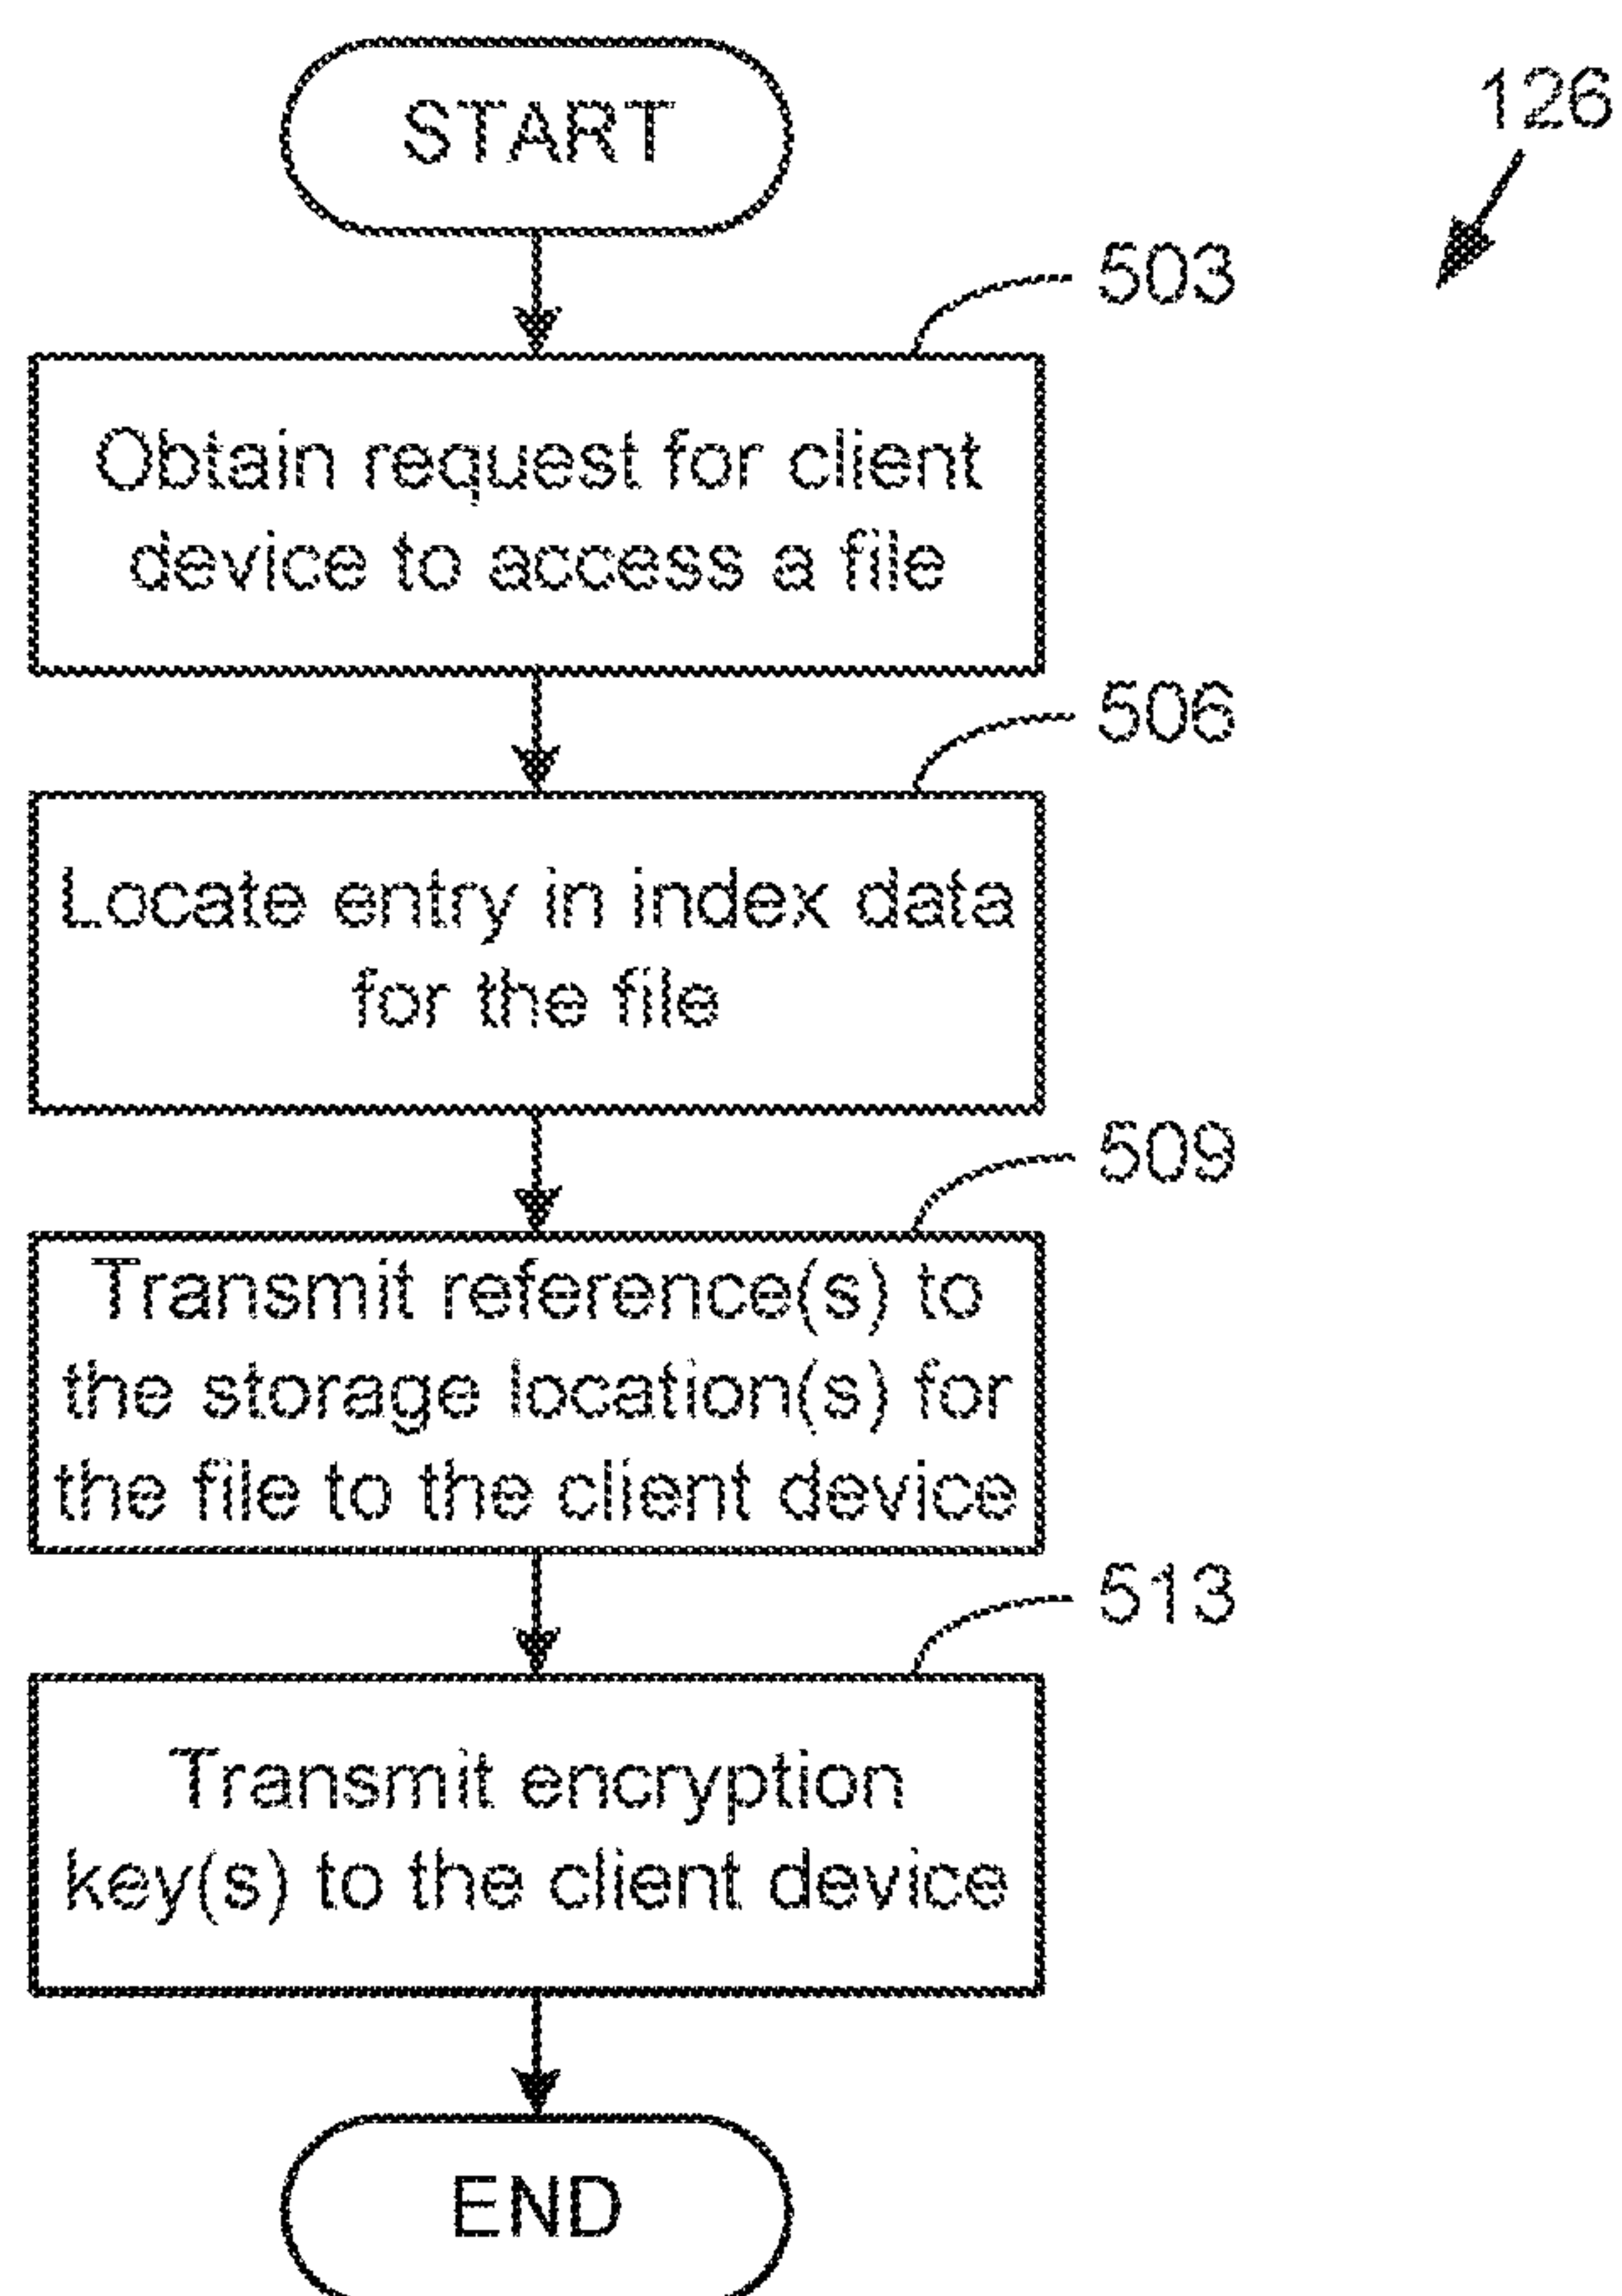 START
126
503
Obtain request for client
device to access a file
506
Locate entry in index data
for the file
509
Transmit reference(s) to
the storage location(s) for
the file to the client device
513
Transmit encryption
key(s) to the client device
END